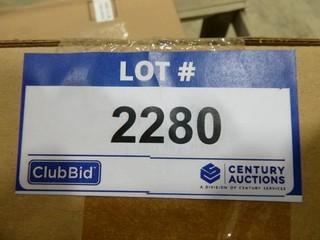 LOT #
2280
ClubBid
CENTURY
AUCTIONS
A DIVISION OF CENTURY SERVICES